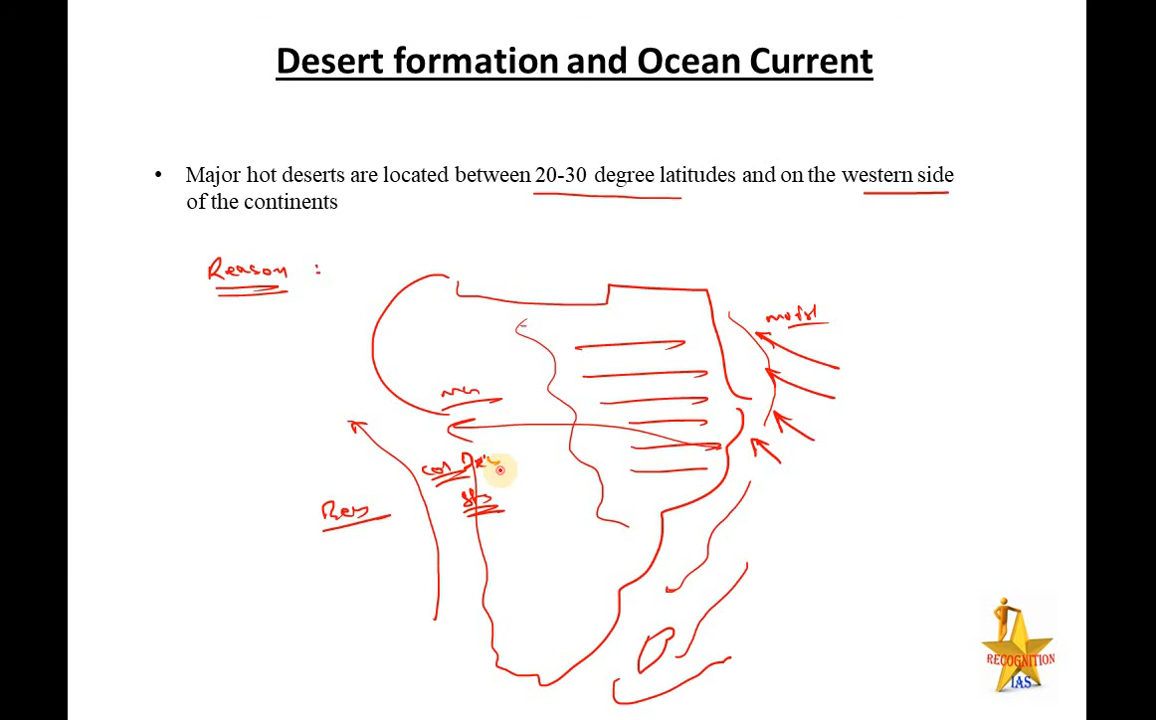 Desert formation and Ocean Current
• Major hot deserts are located between 20-30 degree latitudes and on the western side
of the continents
Reason :
moist
RECOGNITION
IAS